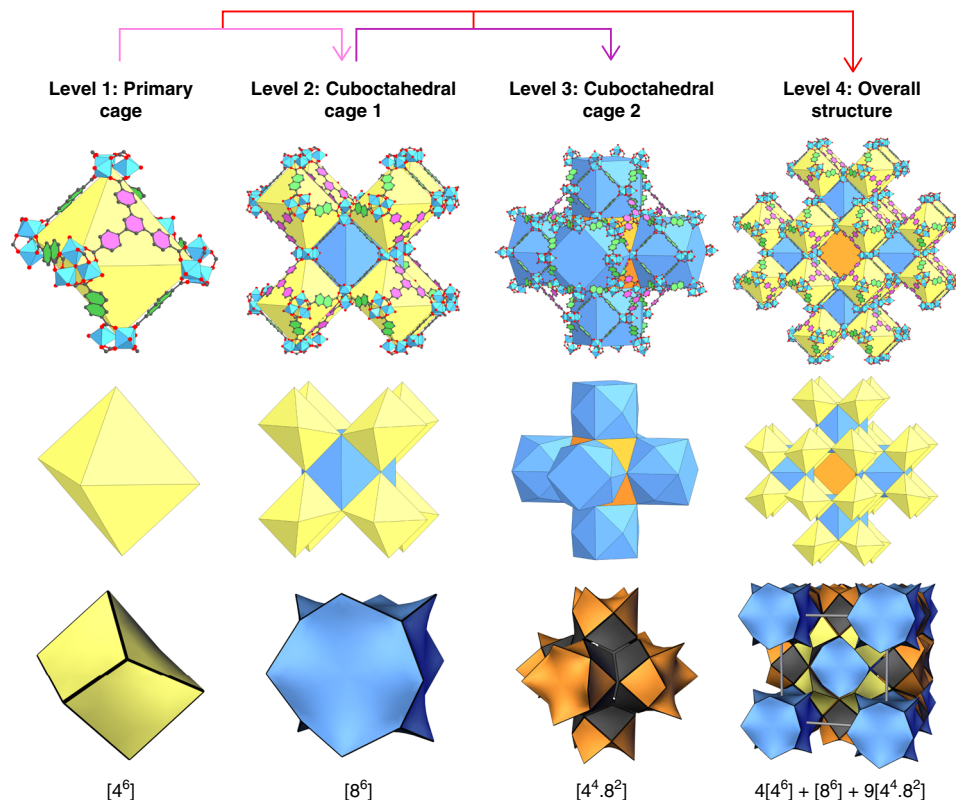 Level 1: Primary
cage
Level 2: Cuboctahedral
cage 1
Level 3: Cuboctahedral
cage 2
Level 4: Overall
structure
[4⁶]
[8⁶]
[4⁴.8²]
4[4⁶] + [8⁶] + 9[4⁴.8²]